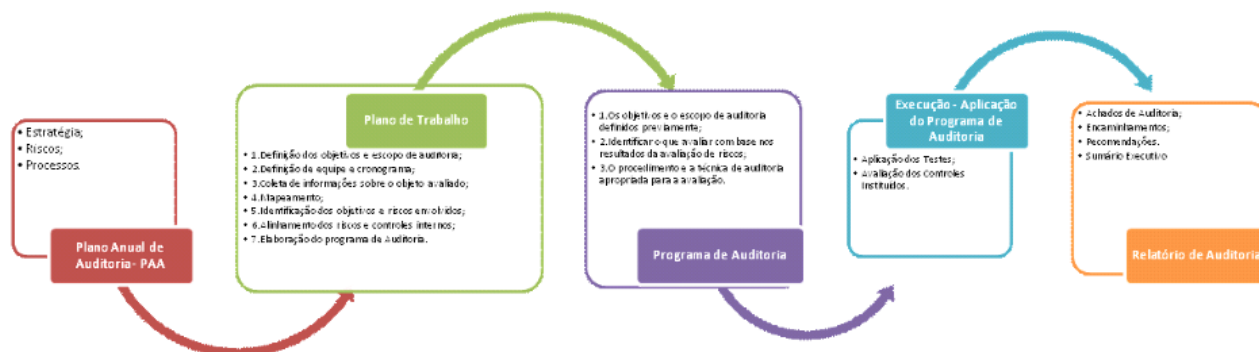 • Estratégia;
• Riscos;
• Processos.
Plano Anual de
Auditoria- PAA
Plano de Trabalho
• 1.Definição dos objetivos e escopo de auditoria;
• 2.Definição de equipe e cronograma;
• 3.Coleta de informações sobre o objeto avaliado;
• 4.Mapeamento;
• 5.Identificação dos objetivos e riscos envolvidos;
• 6.Alinhamento dos riscos e controles internos;
• 7.Elaboração do programa de Auditoria.
• 1.Os objetivos e o escopo de auditoria
definidos previamente;
• 2.Identificar o que avaliar com base nos
resultados da avaliação de riscos;
• 3.O procedimento e a técnica de auditoria
apropriada para a avaliação.
Programa de Auditoria
Execução - Aplicação
do Programa de
Auditoria
• Aplicação dos Testes;
• Avaliação dos Controles
Instituídos.
• Achados de Auditoria;
• Encaminhamentos;
• Recomendações.
• Sumário Executivo
Relatório de Auditoria